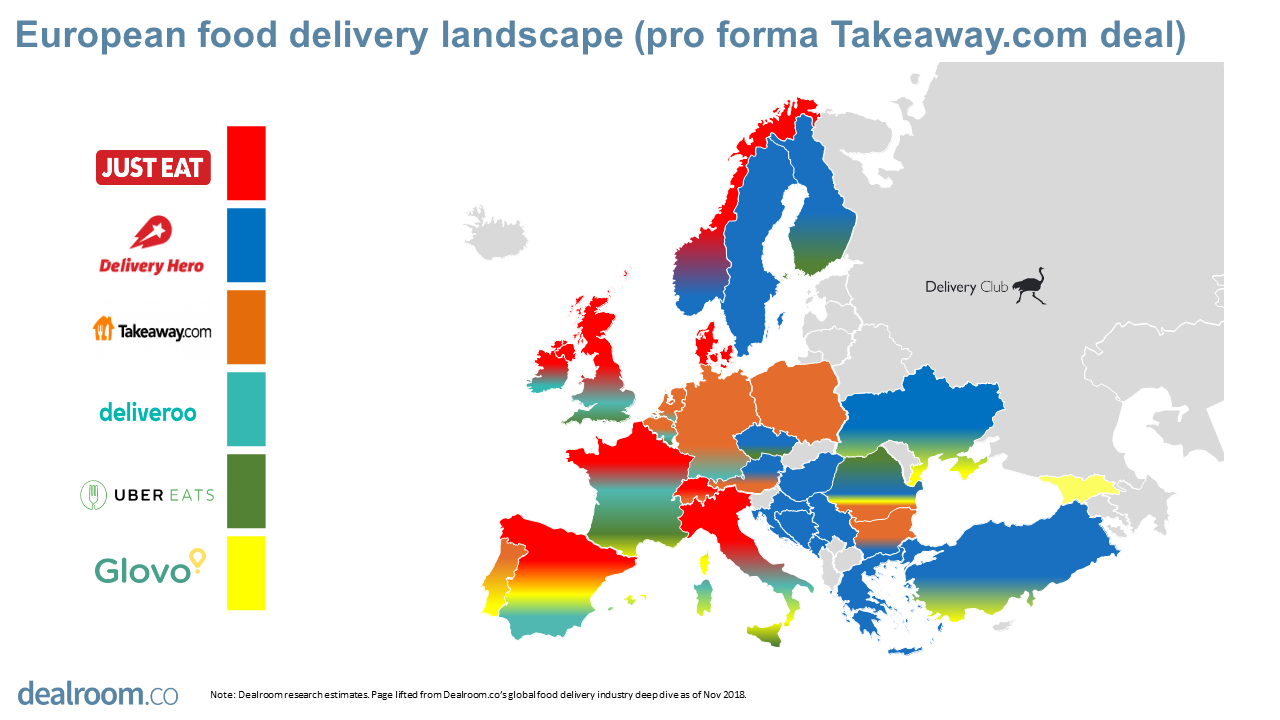 European food delivery landscape (pro forma Takeaway.com deal)
JUST EAT
Delivery Hero
Takeaway.com
deliveroo
UBER EATS
Glovo
Delivery Club
dealroom.co
Note: Dealroom research estimates. Page lifted from Dealroom.co's global food delivery industry deep dive as of Nov 2018.